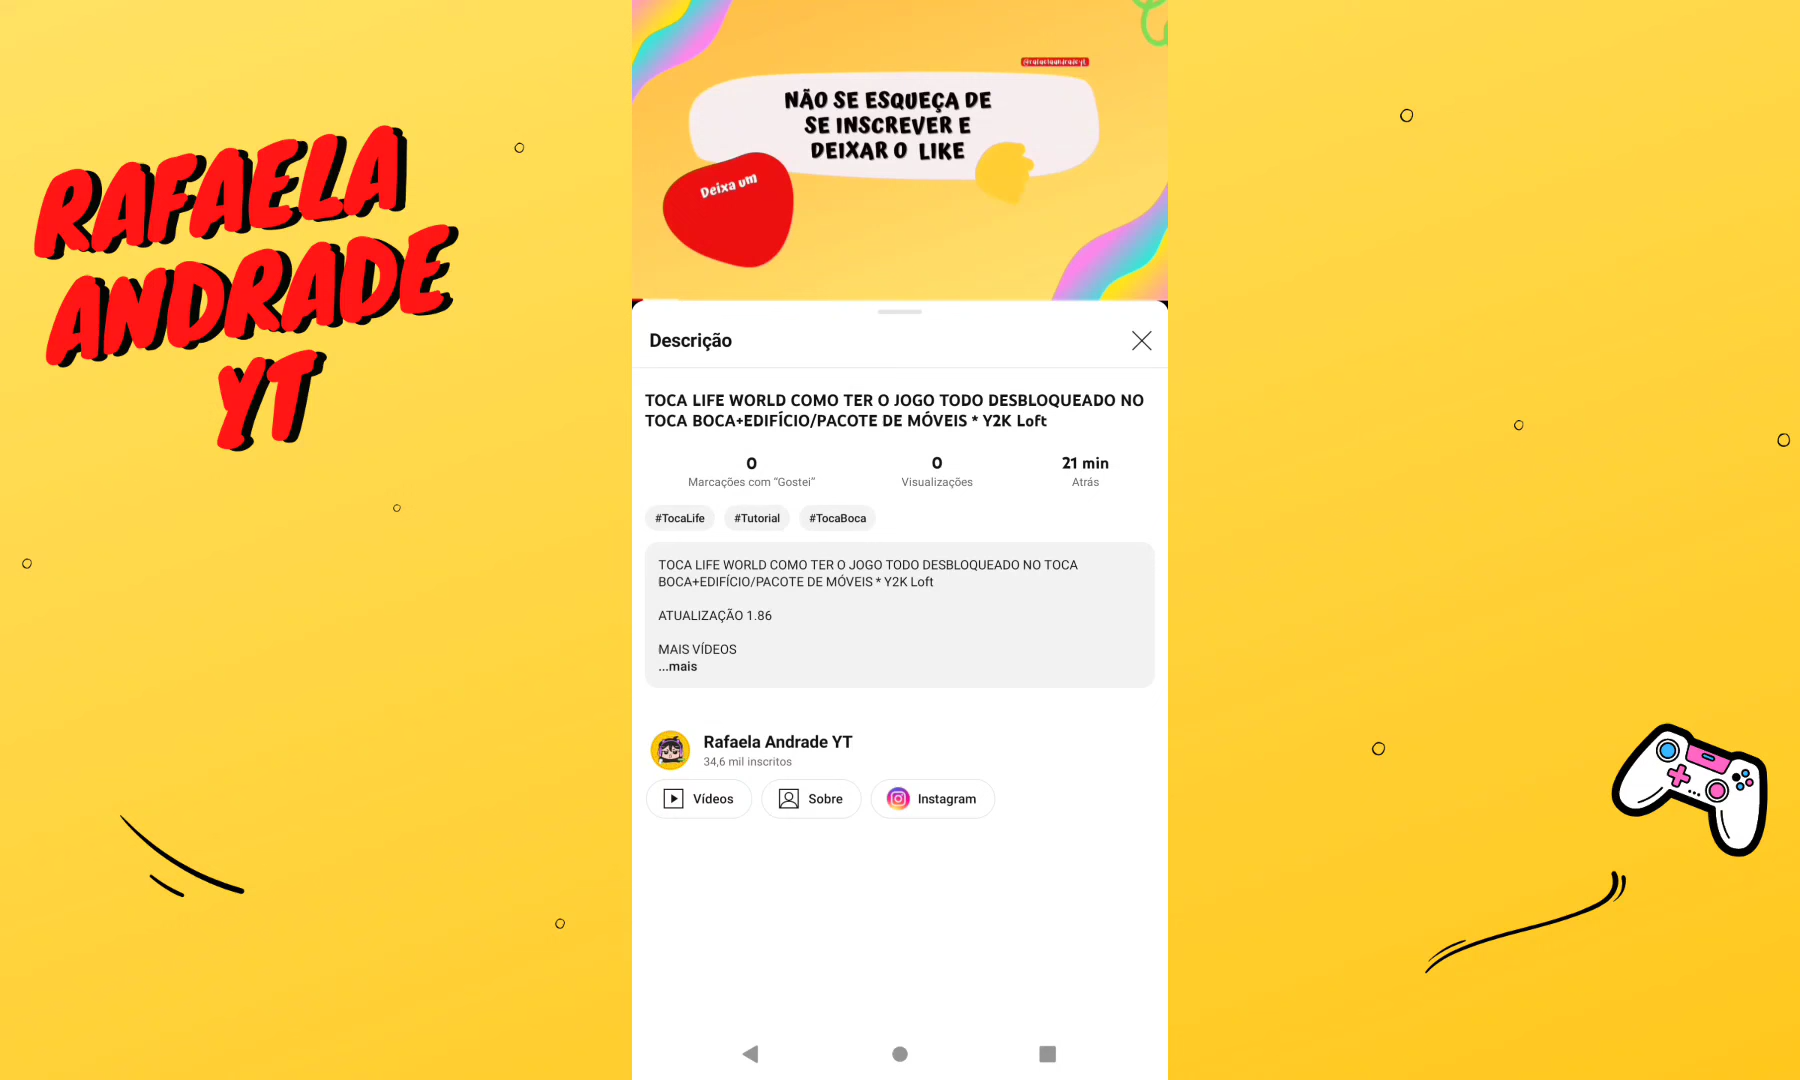 RAFAELA
ANDRADE
YT
@rafaelaandradeyt
NÃO SE ESQUEÇA DE
SE INSCREVER E
DEIXAR O LIKE
Deixa um
Descrição
TOCA LIFE WORLD COMO TER O JOGO TODO DESBLOQUEADO NO
TOCA BOCA+EDIFÍCIO/PACOTE DE MÓVEIS * Y2K Loft
0 0 21 min
Marcações com “Gostei” Visualizações Atrás
#TocaLife #Tutorial #TocaBoca
TOCA LIFE WORLD COMO TER O JOGO TODO DESBLOQUEADO NO TOCA
BOCA+EDIFÍCIO/PACOTE DE MÓVEIS * Y2K Loft
ATUALIZAÇÃO 1.86
MAIS VÍDEOS
...mais
Rafaela Andrade YT
34,6 mil inscritos
Vídeos Sobre Instagram